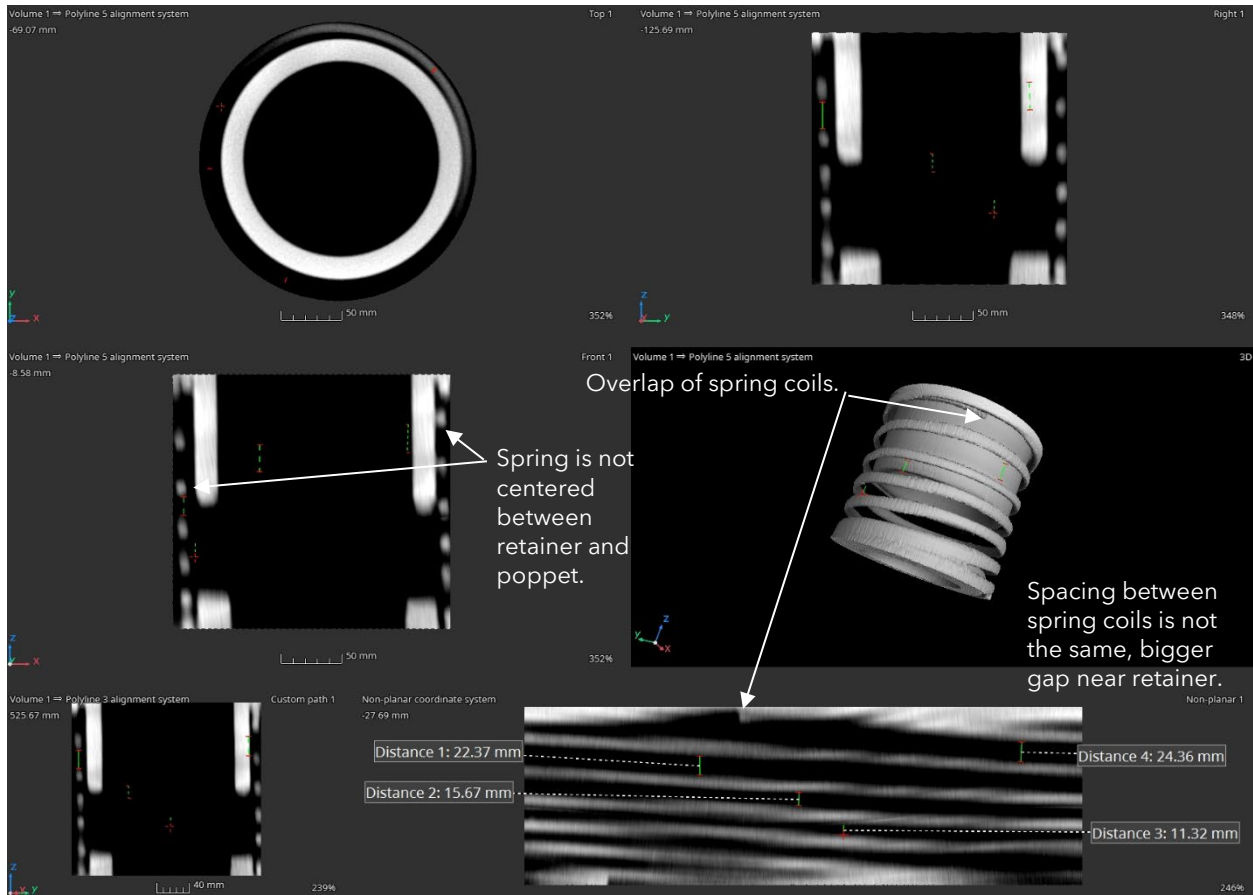 Volume 1 ⇒ Polyline 5 alignment system
Top 1
-69.07 mm
50 mm
352%
Volume 1 ⇒ Polyline 5 alignment system
Right 1
-125.69 mm
50 mm
348%
Volume 1 ⇒ Polyline 5 alignment system
Front 1
-8.58 mm
Spring is not
centered
between
retainer and
poppet.
50 mm
352%
Volume 1 ⇒ Polyline 5 alignment system
3D
Overlap of spring coils.
Spacing between
spring coils is not
the same, bigger
gap near retainer.
Volume 1 ⇒ Polyline 3 alignment system
Custom path 1
525.67 mm
40 mm
239%
Non-planar coordinate system
Non-planar 1
-27.69 mm
Distance 1: 22.37 mm
Distance 4: 24.36 mm
Distance 2: 15.67 mm
Distance 3: 11.32 mm
246%
z
y
x